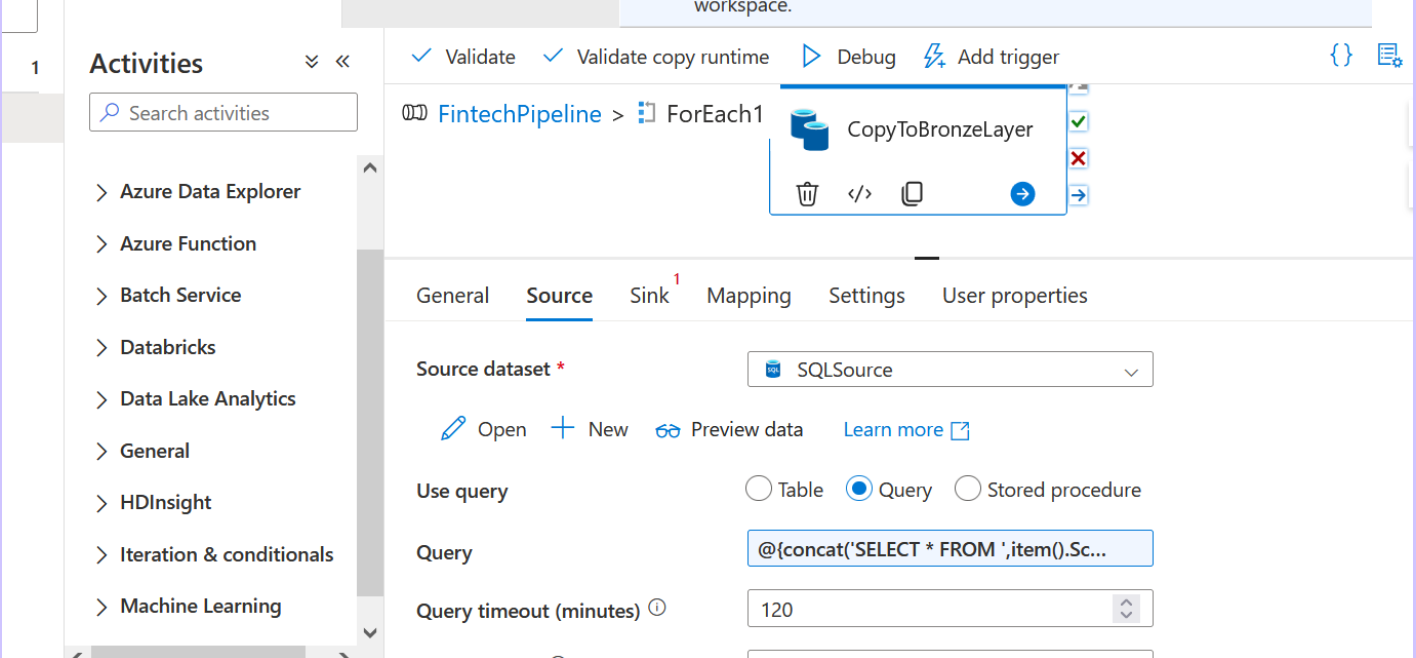 workspace.
1
Activities
Search activities
Azure Data Explorer
Azure Function
Batch Service
Databricks
Data Lake Analytics
General
HDInsight
Iteration & conditionals
Machine Learning
Validate
Validate copy runtime
Debug
Add trigger
FintechPipeline > ForEach1
CopyToBronzeLayer
General
Source
Sink 1
Mapping
Settings
User properties
Source dataset *
SQLSource
Open
New
Preview data
Learn more
Use query
Table
Query
Stored procedure
Query
@{concat('SELECT * FROM ',item().Sc...
Query timeout (minutes)
120